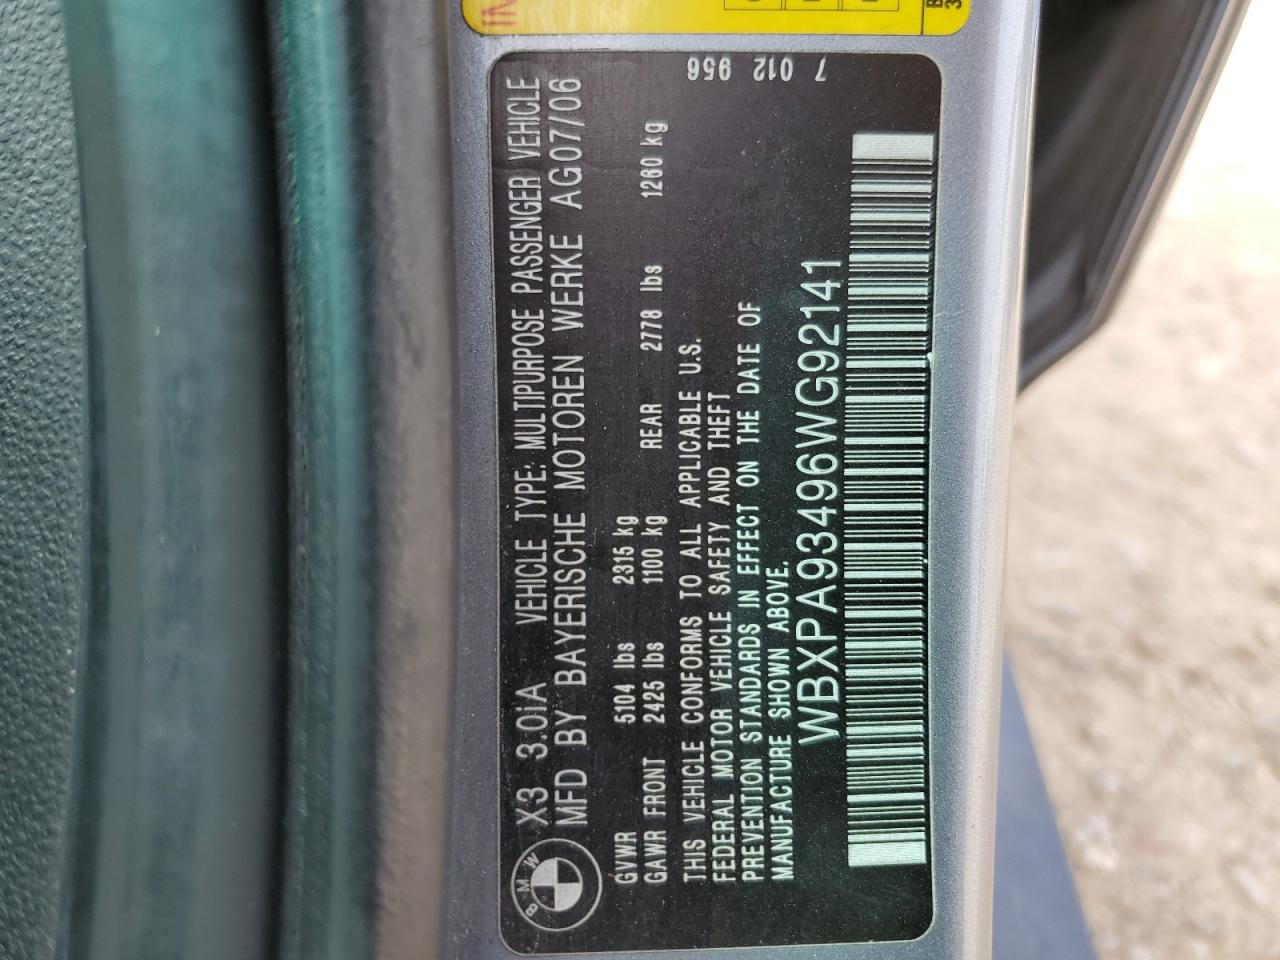 BMW
X3 3.0iA VEHICLE TYPE: MULTIPURPOSE PASSENGER VEHICLE
MFD BY BAYERISCHE MOTOREN WERKE AG07/06
GVWR 5104 lbs 2315 kg
GAWR FRONT 2425 lbs 1100 kg REAR 2778 lbs 1260 kg
THIS VEHICLE CONFORMS TO ALL APPLICABLE U.S.
FEDERAL MOTOR VEHICLE SAFETY AND THEFT
PREVENTION STANDARDS IN EFFECT ON THE DATE OF
MANUFACTURE SHOWN ABOVE.
WBXPA93496WG92141
7 012 956